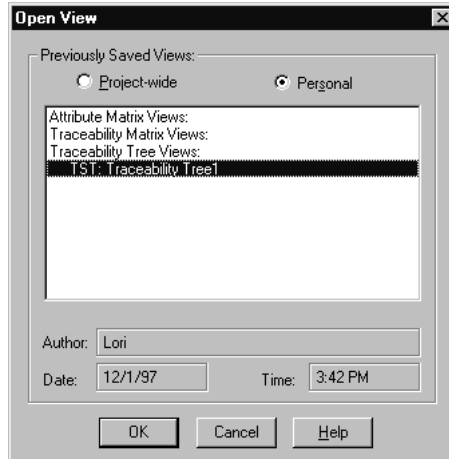 Open View
Previously Saved Views:
Project-wide Personal
Attribute Matrix Views:
Traceability Matrix Views:
Traceability Tree Views:
TST: Traceability Tree1
Author: Lori
Date: 12/1/97 Time: 3:42 PM
OK Cancel Help